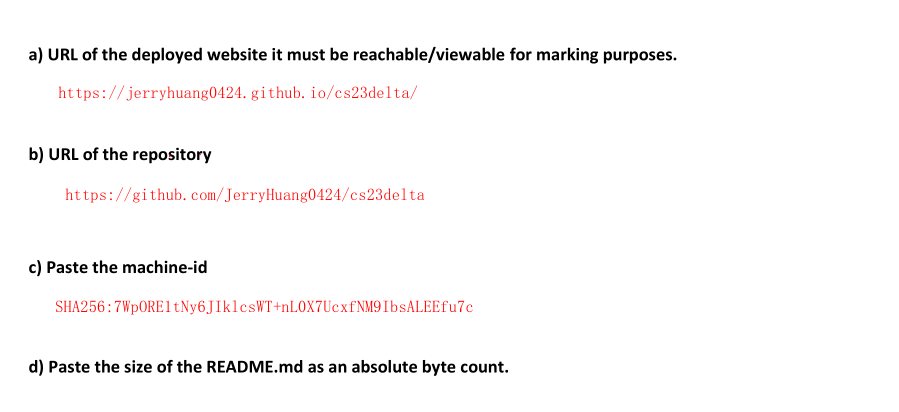 a) URL of the deployed website it must be reachable/viewable for marking purposes.
https://jerryhuang0424.github.io/cs23delta/
b) URL of the repository
https://github.com/JerryHuang0424/cs23delta
c) Paste the machine-id
SHA256:7WpORE1tNy6JIklcsWT+nL0X7UcxfNM9IbsALEEfu7c
d) Paste the size of the README.md as an absolute byte count.